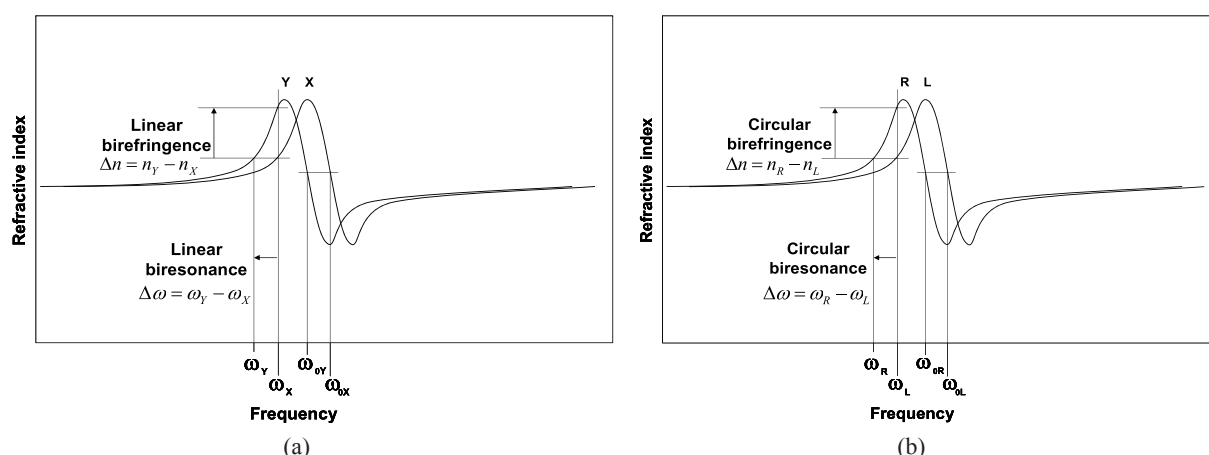 Refractive index
Y X
Linear
birefringence
Δn = n_Y − n_X
Linear
biresonance
Δω = ω_Y − ω_X
ω_Y ω_0Y
ω_X ω_0X
Frequency
(a)
Refractive index
R L
Circular
birefringence
Δn = n_R − n_L
Circular
biresonance
Δω = ω_R − ω_L
ω_R ω_0R
ω_L ω_0L
Frequency
(b)